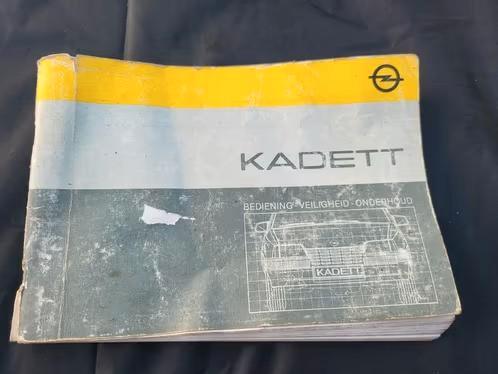 KADETT
BEDIENING - VEILIGHEID - ONDERHOUD
KADETT